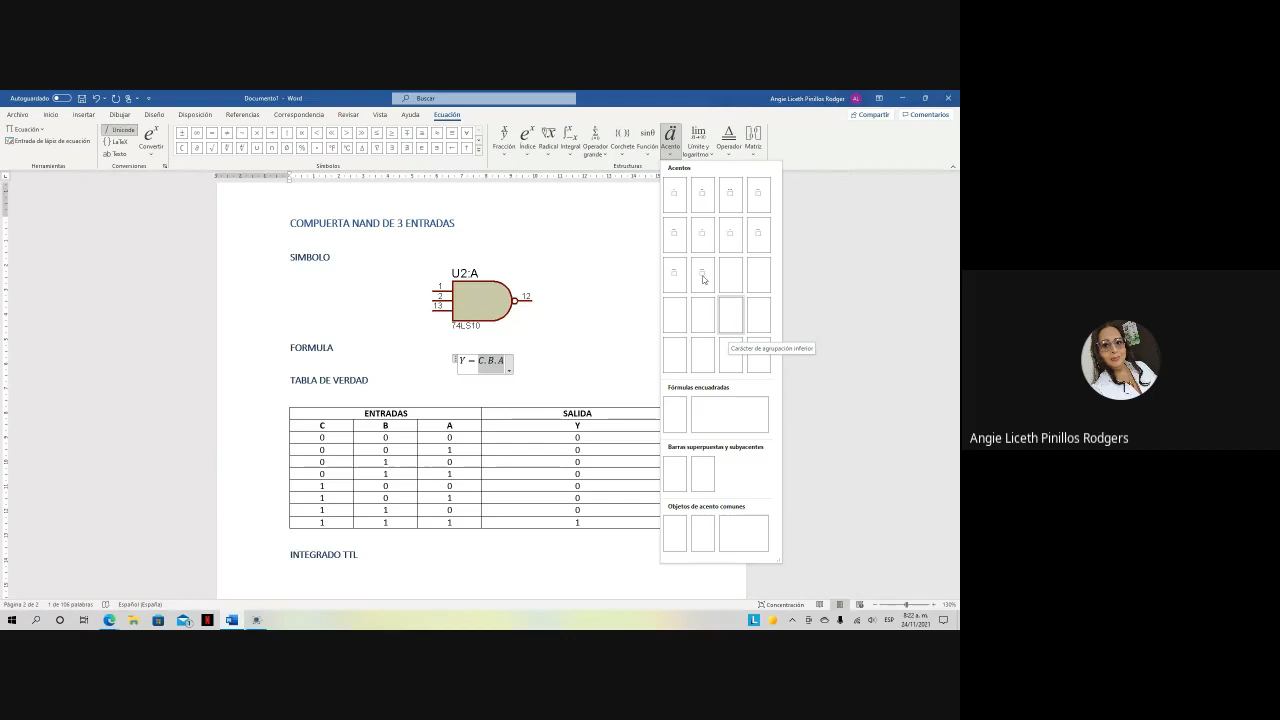 Autoguardado
Documento1 - Word
Buscar
Angie Liceth Pinillos Rodger
AL
Archivo Inicio Insertar Dibujar Disposición Referencias Correspondencia Revisar Vista Ayuda Ecuación
Compartir Comentarios
Ecuación
Entrada de lápiz de ecuación
Herramientas
Unicode
LaTeX
Texto
Convertir
Conversiones
Símbolos
Fracción Índice Radical Integral Operador grande Corchete Función Acento Límite y logaritmo Operador Matriz
Estructuras
Acentos
Carácter de agrupación inferior
Fórmulas encuadradas
Barras superpuestas y subyacentes
Objetos de acento comunes
COMPUERTA NAND DE 3 ENTRADAS
SIMBOLO
U2:A
1
2
13
12
74LS10
FORMULA
Y = C.B.A
TABLA DE VERDAD
ENTRADAS SALIDA
C B A Y
0 0 0 0
0 0 1 0
0 1 0 0
0 1 1 0
1 0 0 0
1 0 1 0
1 1 0 0
1 1 1 1
INTEGRADO TTL
Página 2 de 2 1 de 106 palabras Español (España)
Concentración
130%
ESP
8:22 a. m.
24/11/2021
Angie Liceth Pinillos Rodgers